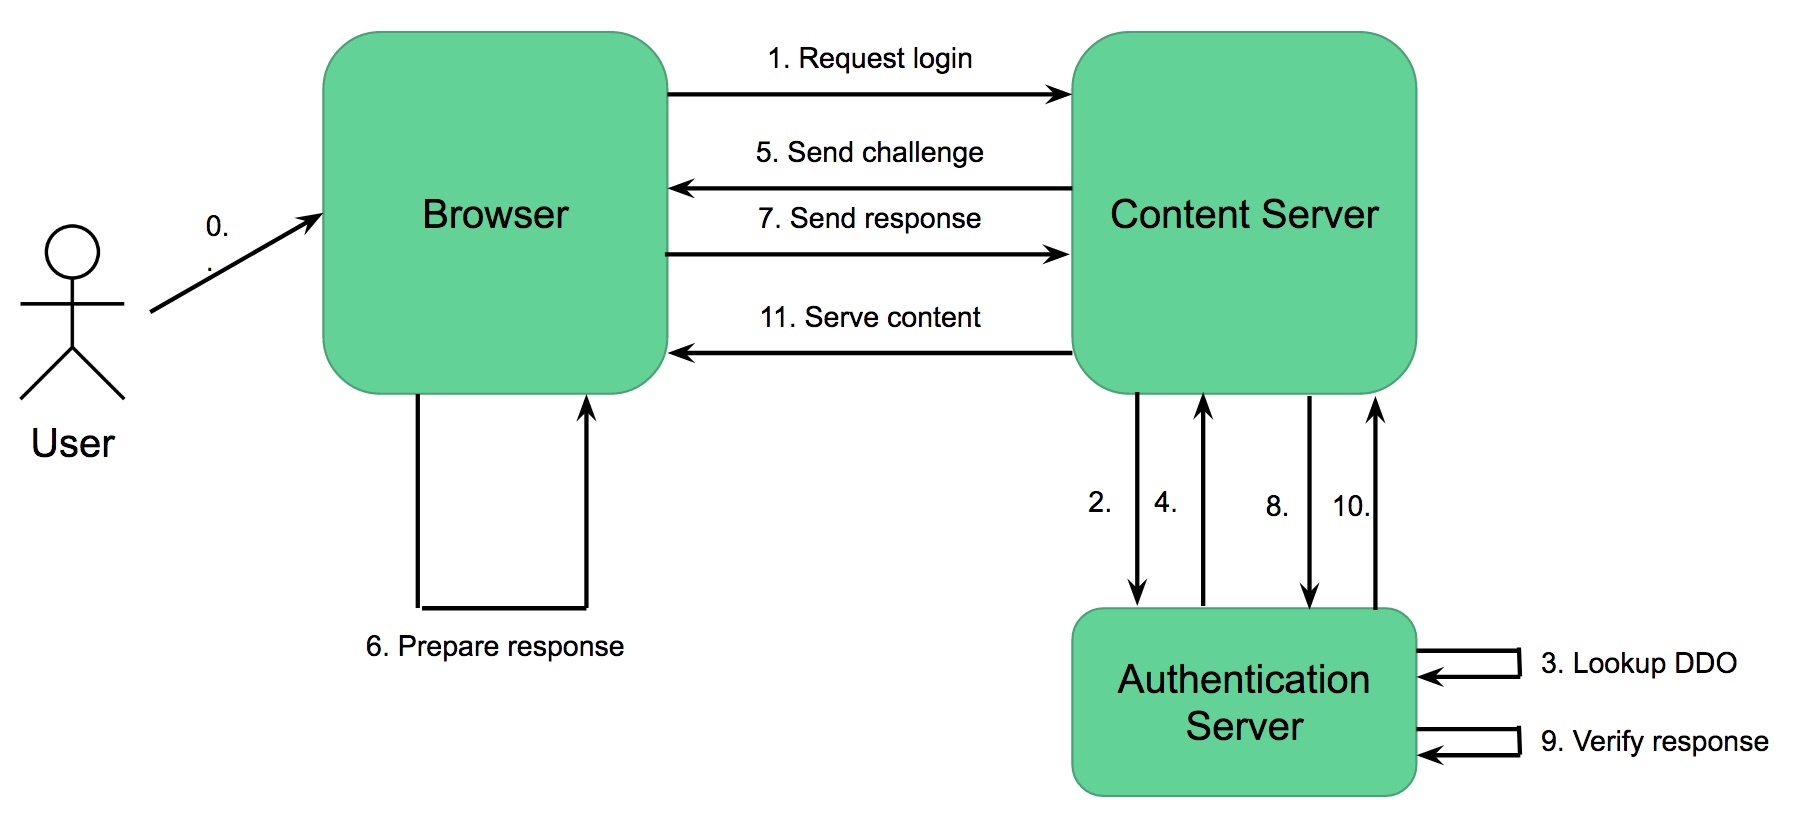 1. Request login
5. Send challenge
0.
.
Browser
7. Send response
Content Server
11. Serve content
User
2.
4.
8.
10.
6. Prepare response
Authentication
Server
3. Lookup DDO
9. Verify response